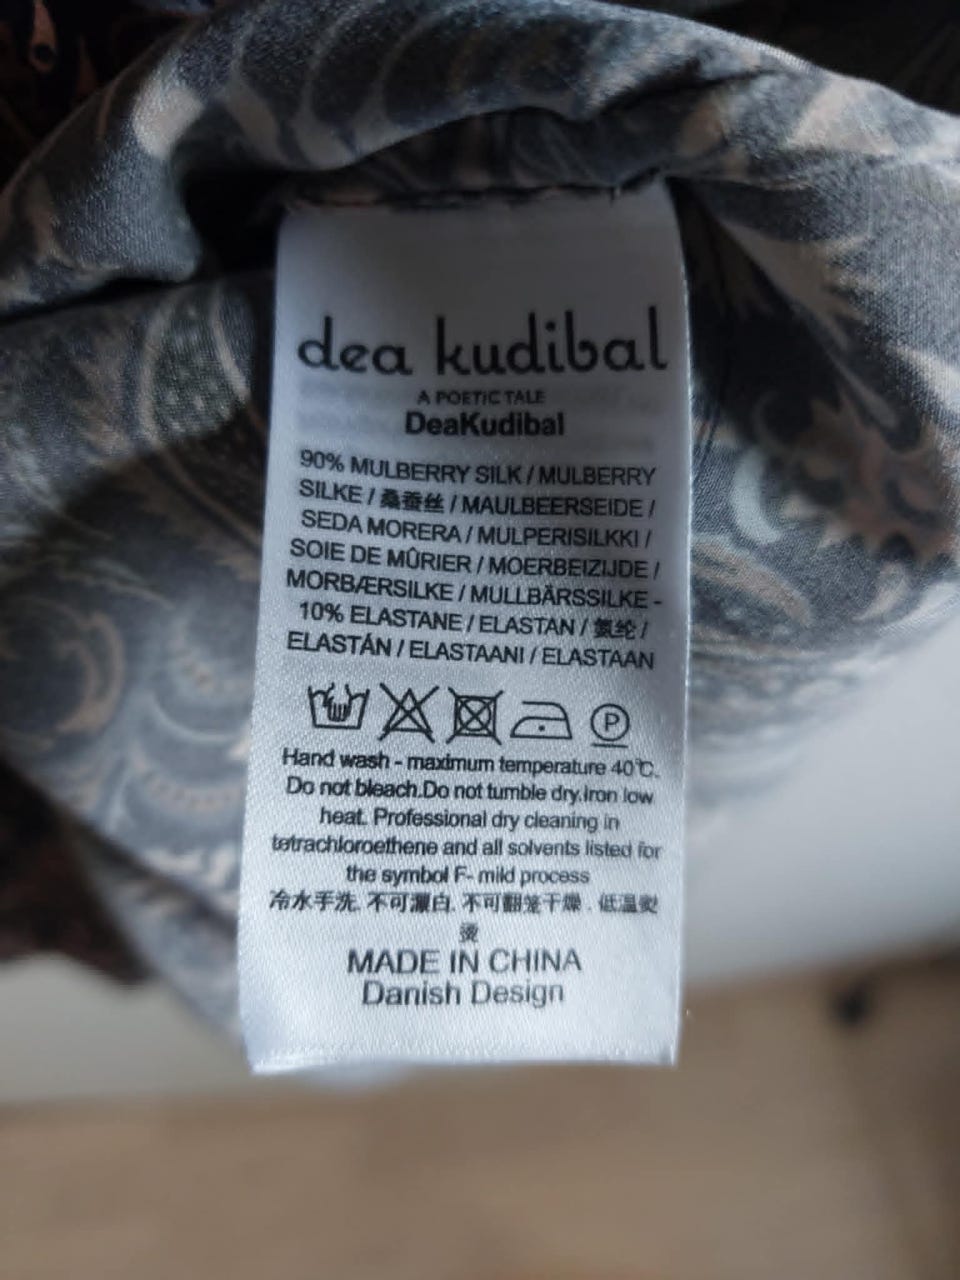 dea kudibal
A POETIC TALE
DeaKudibal
90% MULBERRY SILK / MULBERRY
SILKE / 桑蚕丝 / MAULBEERSEIDE /
SEDA MORERA / MULPERISILKKI /
SOIE DE MÛRIER / MOERBEIZIJDE /
MORBÆRSILKE / MULLBÄRSSILKE -
10% ELASTANE / ELASTAN / 氨纶 /
ELASTÁN / ELASTAANI / ELASTAAN
P
Hand wash - maximum temperature 40℃.
Do not bleach.Do not tumble dry.Iron low
heat. Professional dry cleaning in
tetrachloroethene and all solvents listed for
the symbol F- mild process
冷水手洗. 不可漂白. 不可翻笼干燥 . 低温熨
烫
MADE IN CHINA
Danish Design